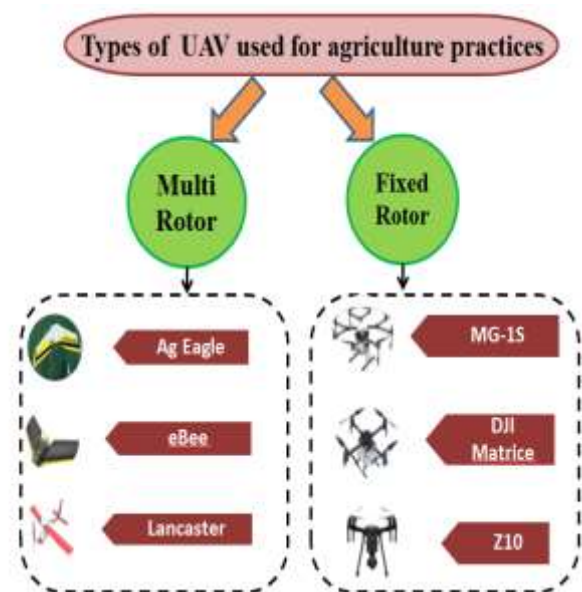 Types of UAV used for agriculture practices
Multi
Rotor
Fixed
Rotor
Ag Eagle
eBee
Lancaster
MG-1S
DJI
Matrice
Z10